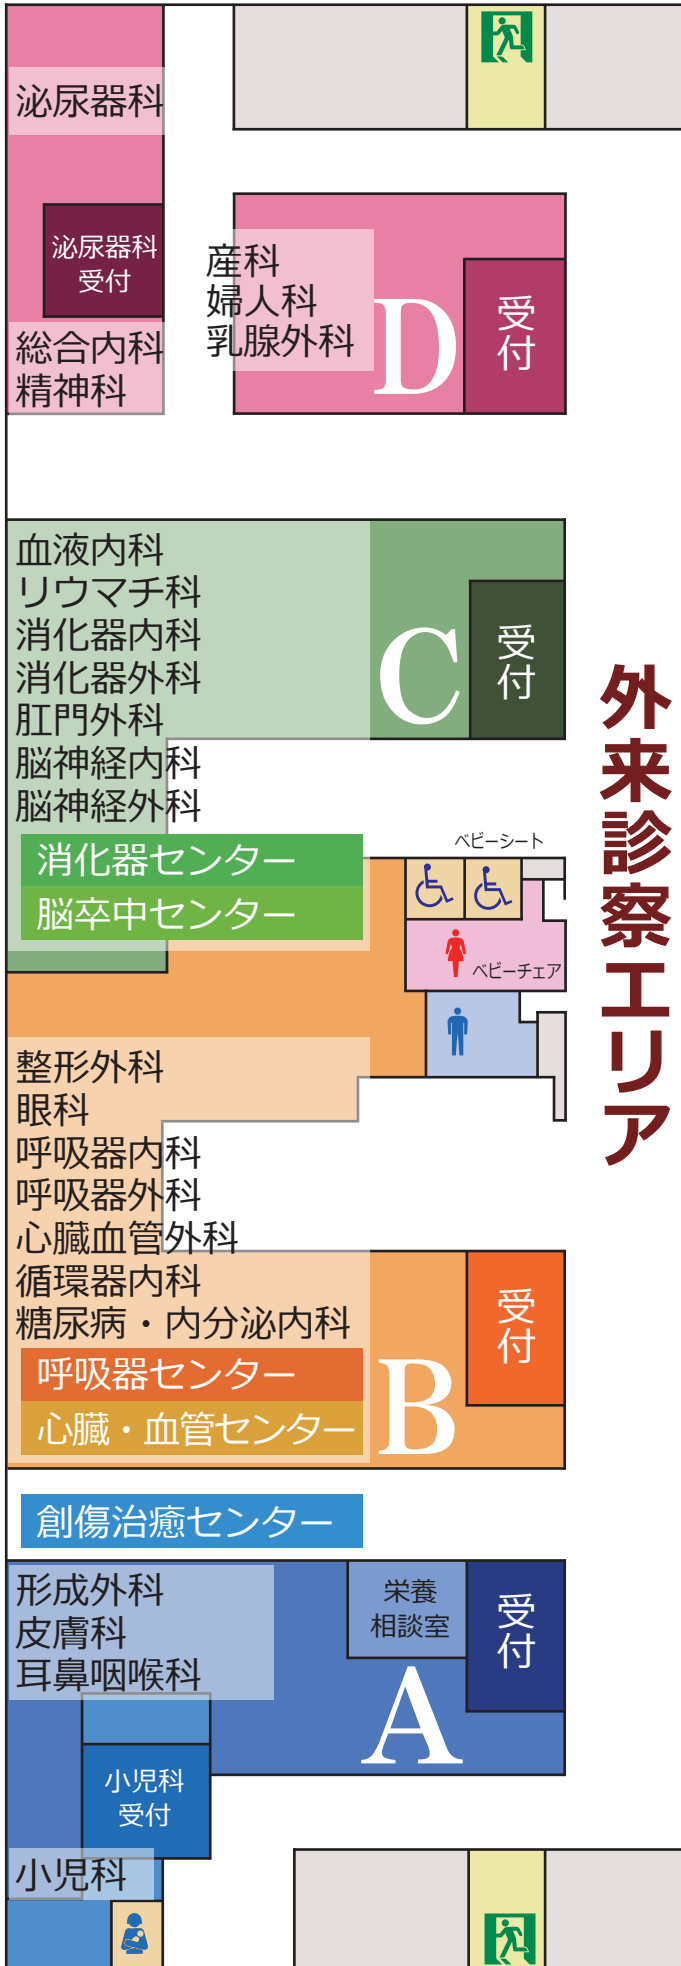 泌尿器科
泌尿器科
受付
総合内科
精神科
産科
婦人科
乳腺外科
D
受付
血液内科
リウマチ科
消化器内科
消化器外科
肛門外科
脳神経内科
脳神経外科
消化器センター
脳卒中センター
C
受付
外来診察エリア
ベビーシート
ベビーチェア
整形外科
眼科
呼吸器内科
呼吸器外科
心臓血管外科
循環器内科
糖尿病・内分泌内科
呼吸器センター
心臓・血管センター
B
受付
創傷治癒センター
形成外科
皮膚科
耳鼻咽喉科
栄養
相談室
受付
A
小児科
受付
小児科